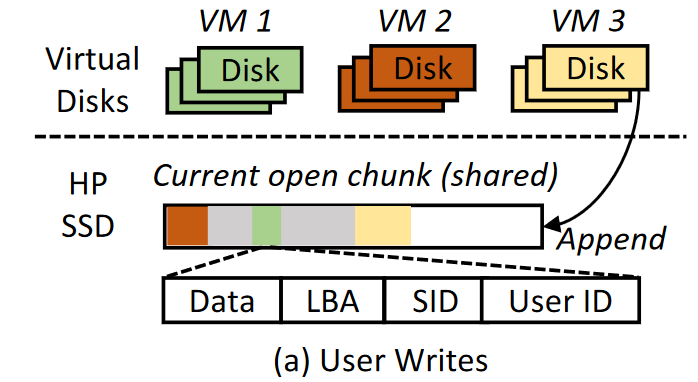 VM 1 VM 2 VM 3
Virtual Disks
Disk Disk Disk
HP SSD
Current open chunk (shared)
Append
Data LBA SID User ID
(a) User Writes